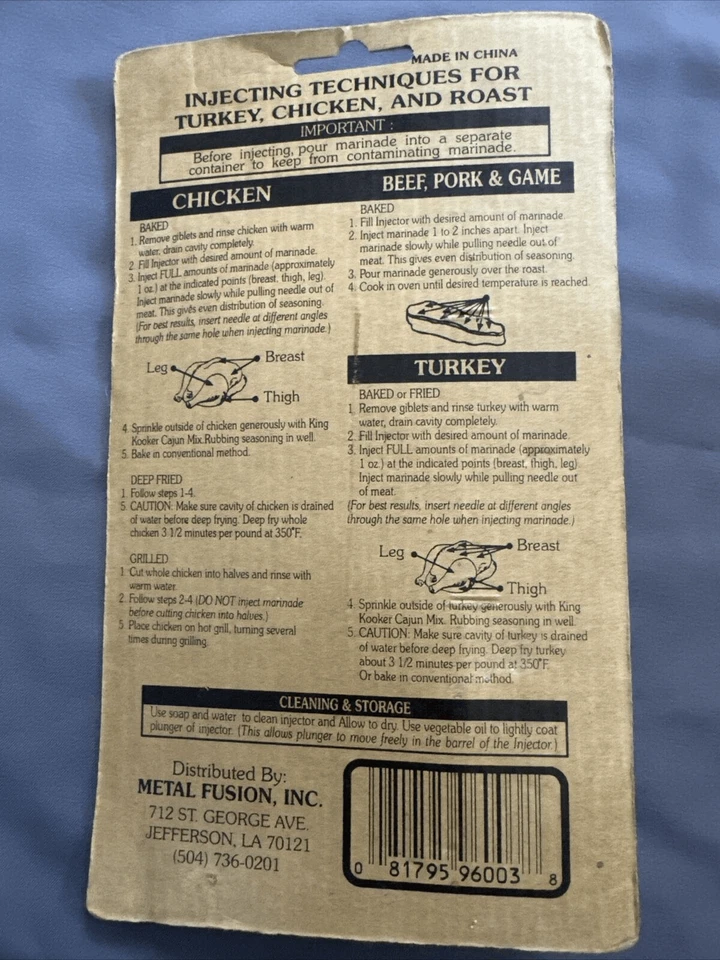 MADE IN CHINA
INJECTING TECHNIQUES FOR
TURKEY, CHICKEN, AND ROAST
IMPORTANT :
Before injecting, pour marinade into a separate
container to keep from contaminating marinade.
CHICKEN
BAKED
1. Remove giblets and rinse chicken with warm
water, drain cavity completely.
2. Fill Injector with desired amount of marinade.
3. Inject FULL amounts of marinade (approximately
1 oz.) at the indicated points (breast, thigh, leg).
Inject marinade slowly while pulling needle out of
meat. This gives even distribution of seasoning.
(For best results, insert needle at different angles
through the same hole when injecting marinade.)
Leg
Breast
Thigh
4. Sprinkle outside of chicken generously with King
Kooker Cajun Mix.Rubbing seasoning in well.
5. Bake in conventional method.
DEEP FRIED
1. Follow steps 1-4.
5. CAUTION: Make sure cavity of chicken is drained
of water before deep frying. Deep fry whole
chicken 3 1/2 minutes per pound at 350°F.
GRILLED
1. Cut whole chicken into halves and rinse with
warm water.
2. Follow steps 2-4 (DO NOT inject marinade
before cutting chicken into halves.)
5. Place chicken on hot grill, turning several
times during grilling.
BEEF, PORK & GAME
BAKED
1. Fill Injector with desired amount of marinade.
2. Inject marinade 1 to 2 inches apart. Inject
marinade slowly while pulling needle out of
meat. This gives even distribution of seasoning.
3. Pour marinade generously over the roast.
4. Cook in oven until desired temperature is reached.
TURKEY
BAKED or FRIED
1. Remove giblets and rinse turkey with warm
water, drain cavity completely.
2. Fill Injector with desired amount of marinade.
3. Inject FULL amounts of marinade (approximately
1 oz.) at the indicated points (breast, thigh, leg).
Inject marinade slowly while pulling needle out
of meat.
(For best results, insert needle at different angles
through the same hole when injecting marinade.)
Leg
Breast
Thigh
4. Sprinkle outside of turkey generously with King
Kooker Cajun Mix. Rubbing seasoning in well.
5. CAUTION: Make sure cavity of turkey is drained
of water before deep frying. Deep fry turkey
about 3 1/2 minutes per pound at 350°F.
Or bake in conventional method.
CLEANING & STORAGE
Use soap and water to clean injector and Allow to dry. Use vegetable oil to lightly coat
plunger of injector. (This allows plunger to move freely in the barrel of the Injector.)
Distributed By:
METAL FUSION, INC.
712 ST. GEORGE AVE.
JEFFERSON, LA 70121
(504) 736-0201
0 81795 96003 8